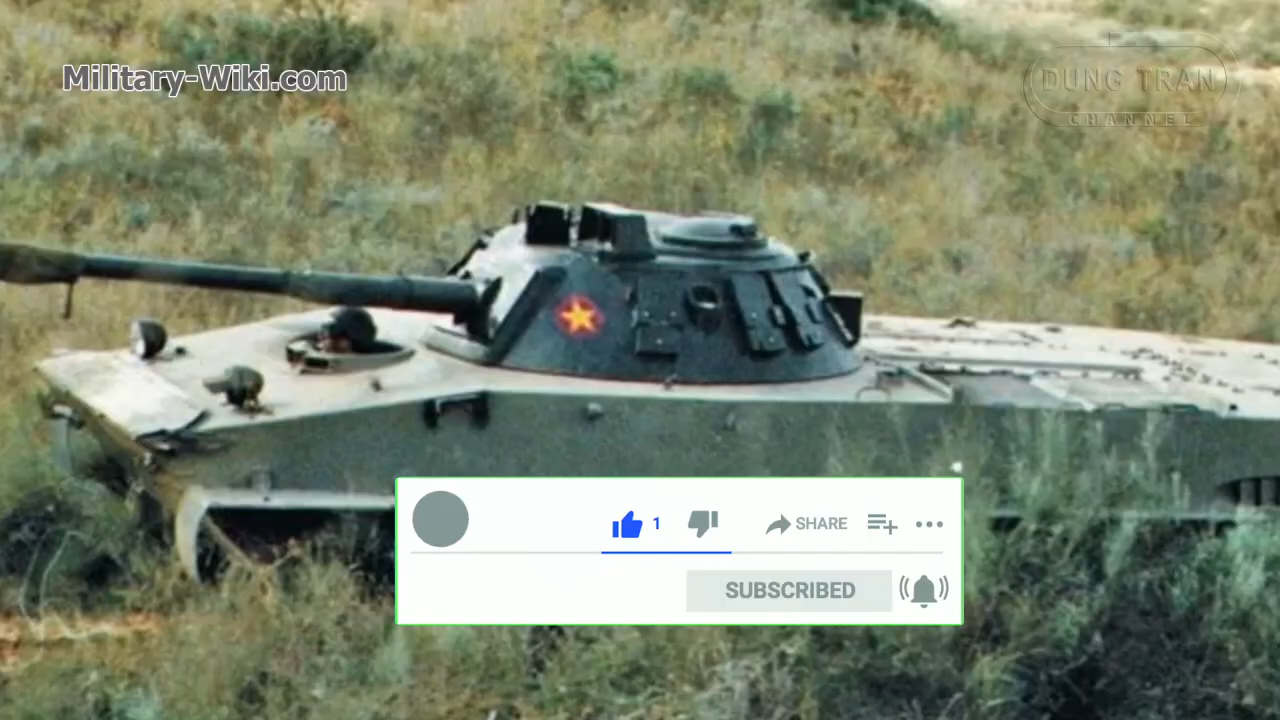 Military-Wiki.com
DUNG TRAN
CHANNEL
1
SHARE
SUBSCRIBED